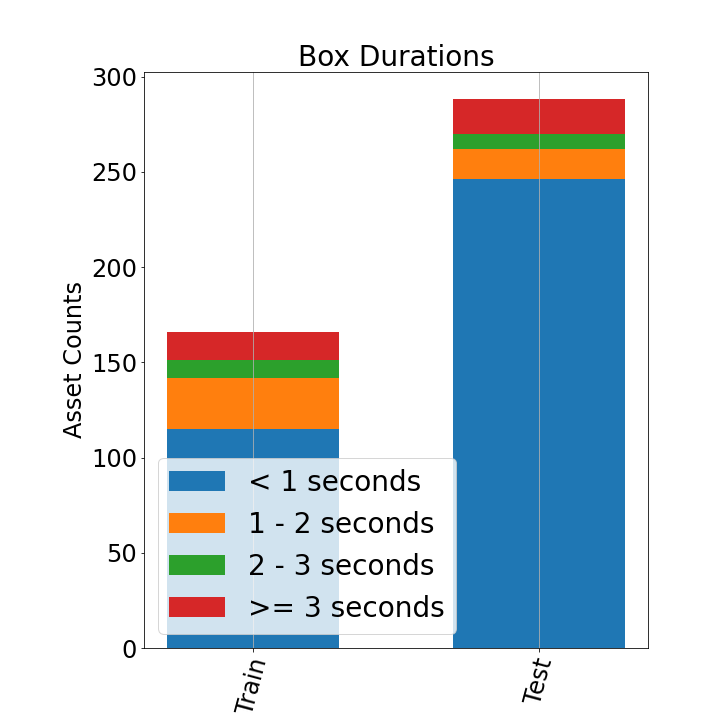 Box Durations
300
250
200
150
100
50
0
Asset Counts
< 1 seconds
1 - 2 seconds
2 - 3 seconds
>= 3 seconds
Train
Test